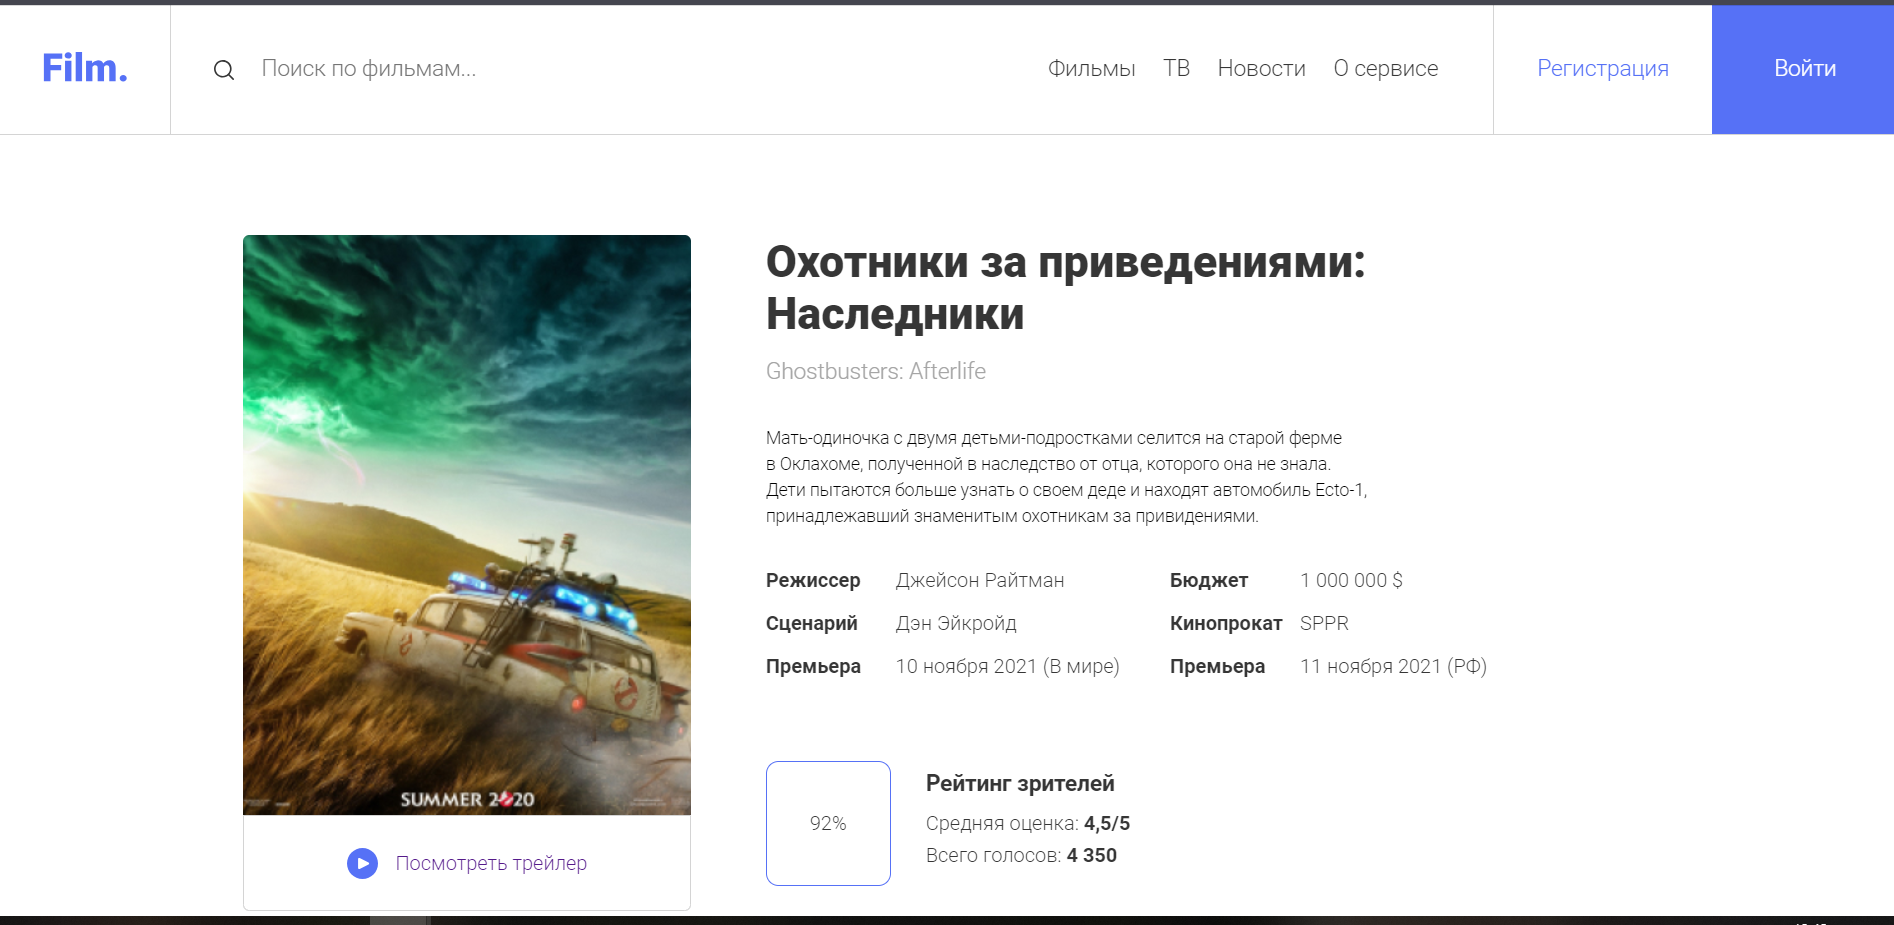 Film.
Поиск по фильмам...
Фильмы ТВ Новости О сервисе
Регистрация
Войти
Охотники за приведениями:
Наследники
Ghostbusters: Afterlife
Мать-одиночка с двумя детьми-подростками селится на старой ферме
в Оклахоме, полученной в наследство от отца, которого она не знала.
Дети пытаются больше узнать о своем деде и находят автомобиль Ecto-1,
принадлежавший знаменитым охотникам за привидениями.
Режиссер Джейсон Райтман Бюджет 1 000 000 $
Сценарий Дэн Эйкройд Кинопрокат SPPR
Премьера 10 ноября 2021 (В мире) Премьера 11 ноября 2021 (РФ)
SUMMER 2020
Посмотреть трейлер
92%
Рейтинг зрителей
Средняя оценка: 4,5/5
Всего голосов: 4 350